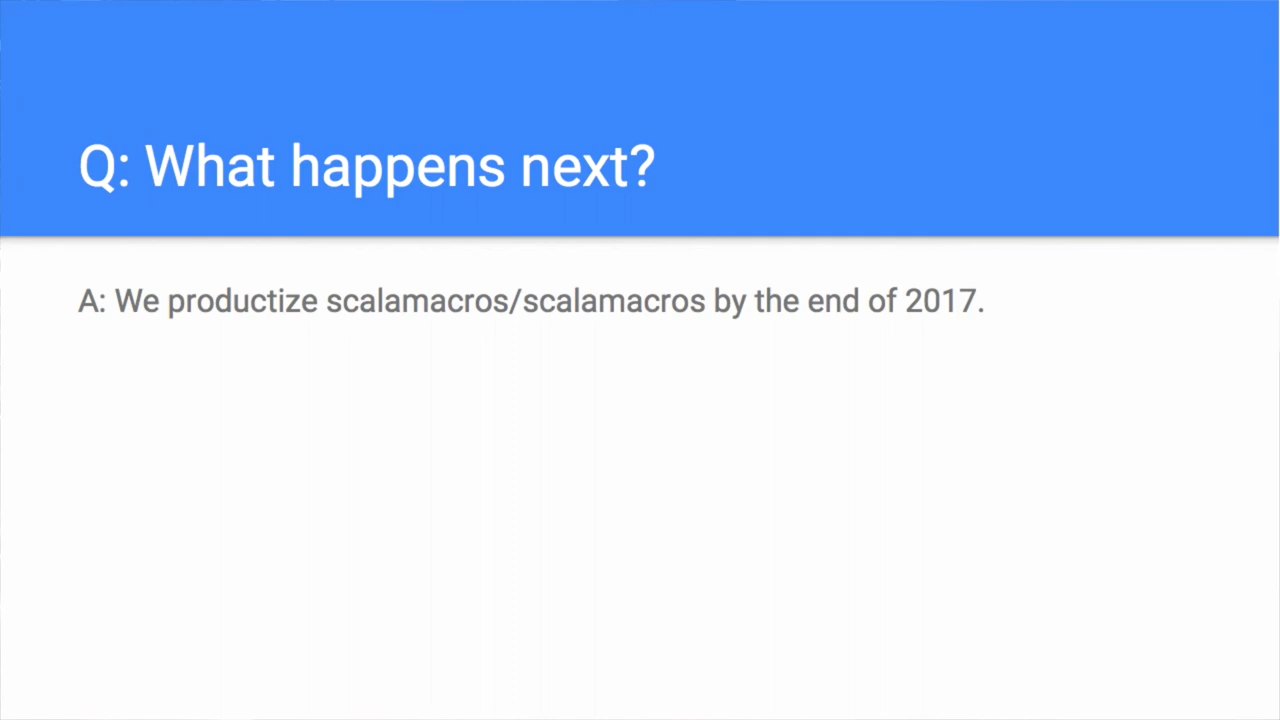 Q: What happens next?
A: We productize scalamacros/scalamacros by the end of 2017.